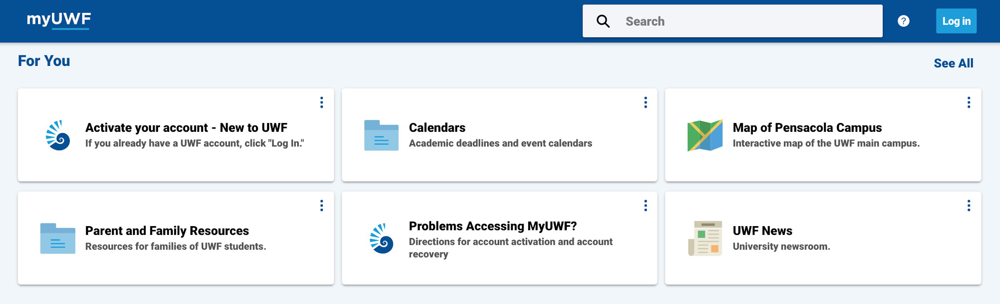 myUWF
Search
?
Log in
For You
See All
Activate your account - New to UWF
If you already have a UWF account, click "Log In."
Calendars
Academic deadlines and event calendars
Map of Pensacola Campus
Interactive map of the UWF main campus.
Parent and Family Resources
Resources for families of UWF students.
Problems Accessing MyUWF?
Directions for account activation and account
recovery
UWF News
University newsroom.